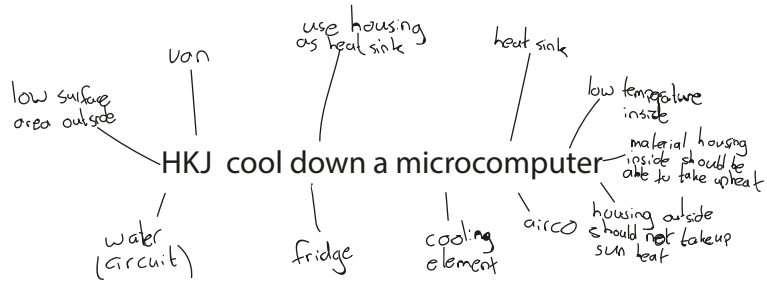 use housing
as heat sink
heat sink
van
low surface
area outside
low temperature
inside
HKJ cool down a microcomputer
material housing
inside should be
able to take up heat
water
(circuit)
fridge
cooling
element
airco
housing outside
should not takeup
sun heat